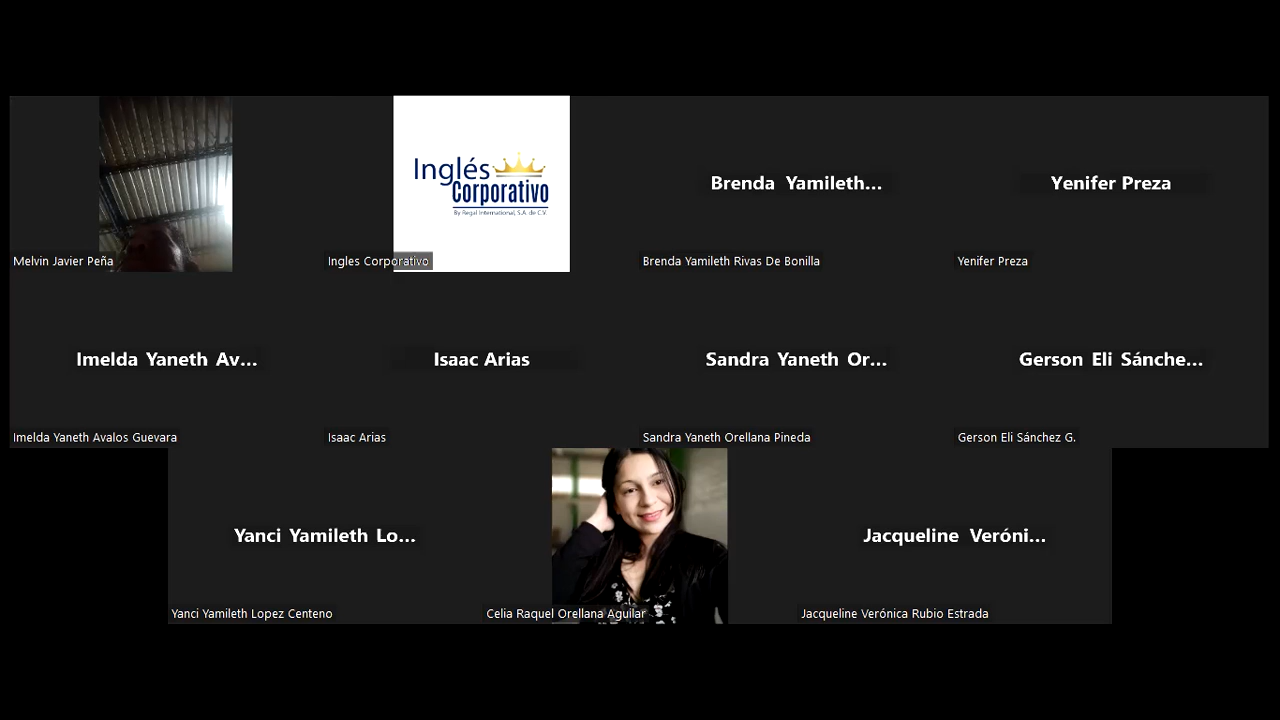 Inglés
Corporativo
By Regal International, S.A. de C.V.
Brenda Yamileth...
Yenifer Preza
Melvin Javier Peña
Ingles Corporativo
Brenda Yamileth Rivas De Bonilla
Yenifer Preza
Imelda Yaneth Av...
Isaac Arias
Sandra Yaneth Or...
Gerson Eli Sánche...
Imelda Yaneth Avalos Guevara
Isaac Arias
Sandra Yaneth Orellana Pineda
Gerson Eli Sánchez G.
Yanci Yamileth Lo...
Jacqueline Veróni...
Yanci Yamileth Lopez Centeno
Celia Raquel Orellana Aguilar
Jacqueline Verónica Rubio Estrada